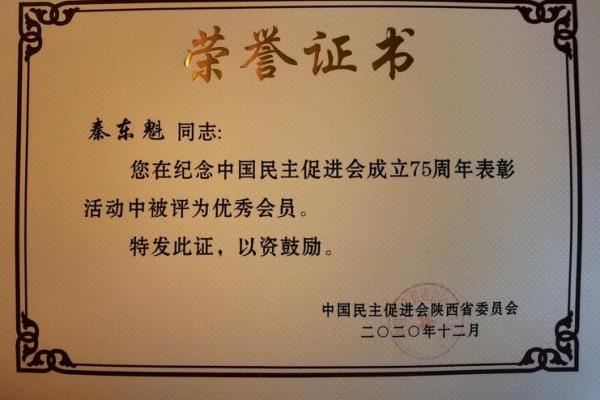 荣誉证书
秦东魁 同志:
您在纪念中国民主促进会成立75周年表彰
活动中被评为优秀会员。
特发此证，以资鼓励。
中国民主促进会陕西省委员会
二〇二〇年十二月